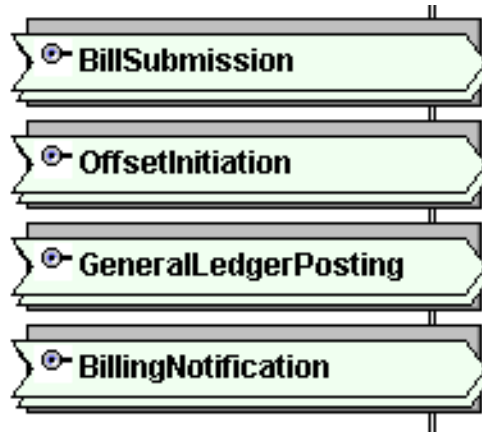 BillSubmission
OffsetInitiation
GeneralLedgerPosting
BillingNotification